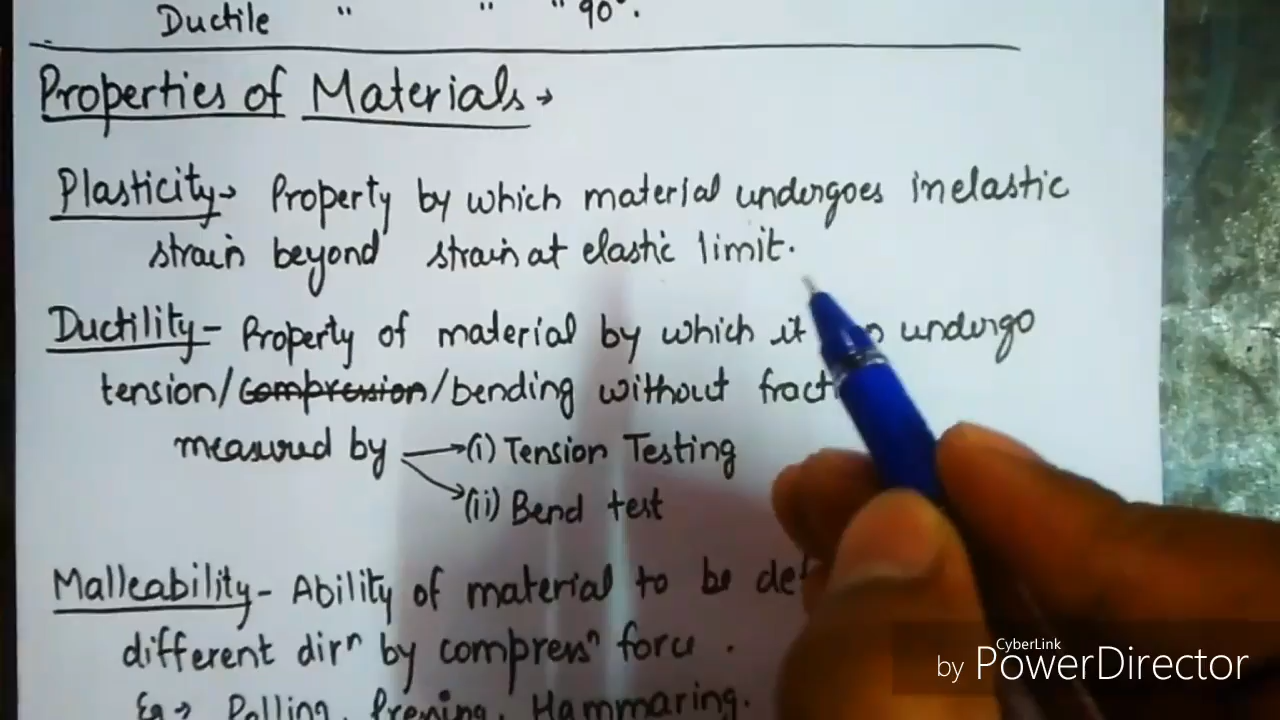 Ductile " " " 90°.
Properties of Materials →
Plasticity → Property by which material undergoes inelastic
strain beyond strain at elastic limit.
Ductility - Property of material by which it undergo
tension/compression/bending without fract
measured by → (i) Tension Testing
→ (ii) Bend test
Malleability - Ability of material to be def
different dirⁿ by compresⁿ force .
Eg → Rolling, Pressing, Hammaring.
CyberLink
by PowerDirector